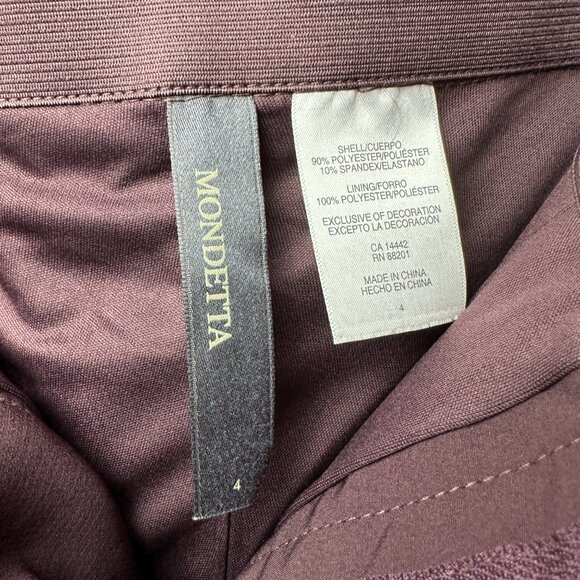 MONDETTA
4
SHELL/CUERPO
90% POLYESTER/POLIÉSTER
10% SPANDEX/ELASTANO
LINING/FORRO
100% POLYESTER/POLIÉSTER
EXCLUSIVE OF DECORATION
EXCEPTO LA DECORACIÓN
CA 14442
RN 88201
MADE IN CHINA
HECHO EN CHINA
4